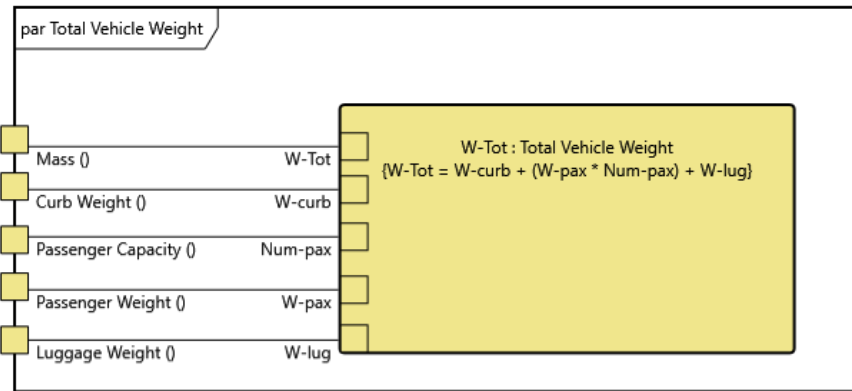 par Total Vehicle Weight
W-Tot : Total Vehicle Weight
{W-Tot = W-curb + (W-pax * Num-pax) + W-lug}
Mass () W-Tot
Curb Weight () W-curb
Passenger Capacity () Num-pax
Passenger Weight () W-pax
Luggage Weight () W-lug